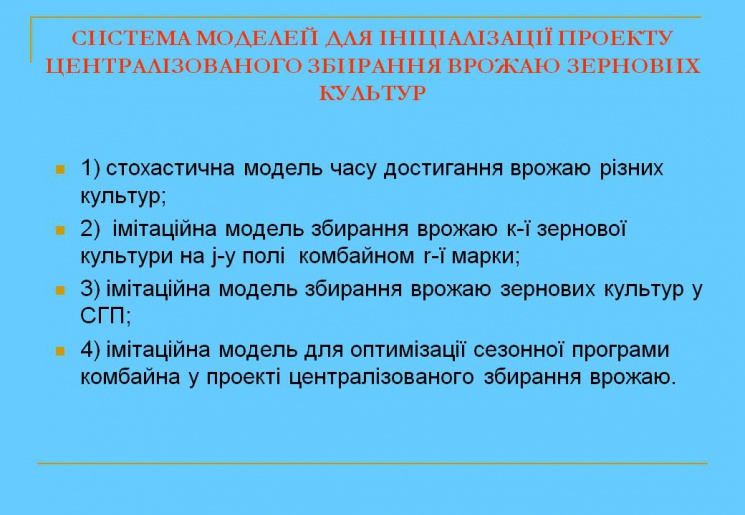 СИСТЕМА МОДЕЛЕЙ ДЛЯ ІНІЦІАЛІЗАЦІЇ ПРОЕКТУ
ЦЕНТРАЛІЗОВАНОГО ЗБИРАННЯ ВРОЖАЮ ЗЕРНОВИХ
КУЛЬТУР
1) стохастична модель часу достигання врожаю різних
культур;
2) імітаційна модель збирання врожаю к-ї зернової
культури на j-у полі комбайном r-ї марки;
3) імітаційна модель збирання врожаю зернових культур у
СГП;
4) імітаційна модель для оптимізації сезонної програми
комбайна у проекті централізованого збирання врожаю.